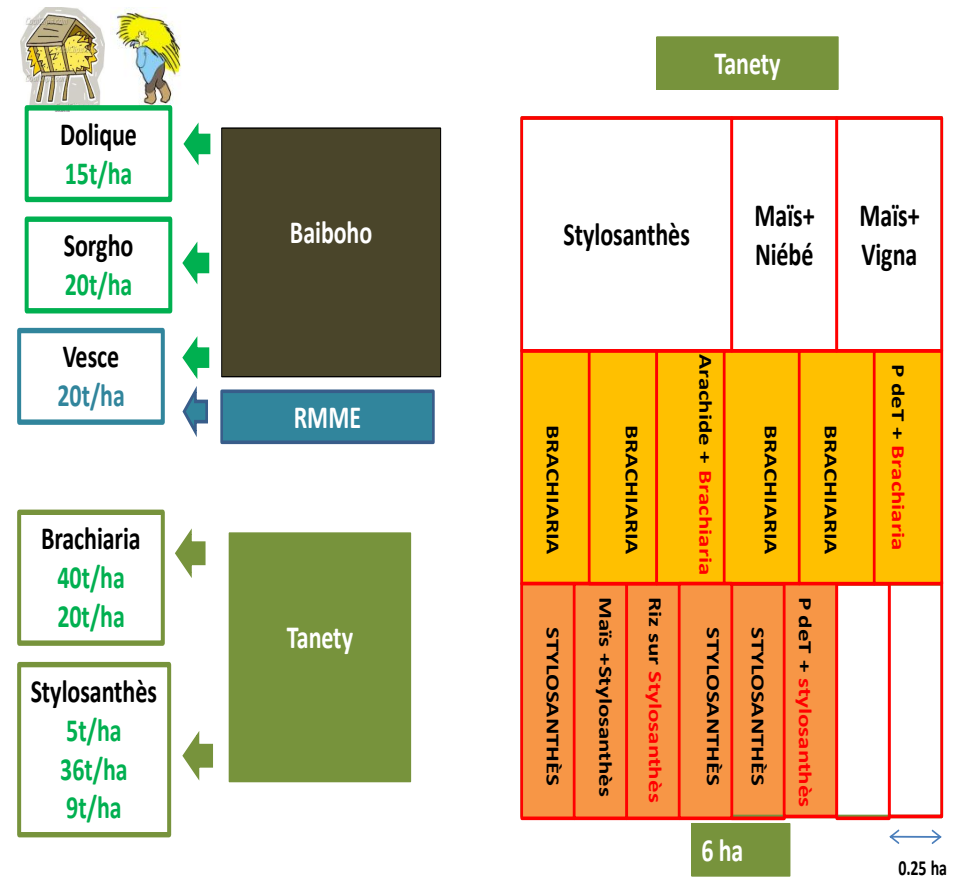 Dolique
15t/ha
Sorgho
20t/ha
Vesce
20t/ha
Baiboho
RMME
Brachiaria
40t/ha
20t/ha
Stylosanthès
5t/ha
36t/ha
9t/ha
Tanety
Tanety
Stylosanthès
Maïs+
Niébé
Maïs+
Vigna
BRACHIARIA
BRACHIARIA
Arachide + Brachiaria
BRACHIARIA
BRACHIARIA
P deT + Brachiaria
STYLOSANTHÈS
Maïs +Stylosanthès
Riz sur Stylosanthès
STYLOSANTHÈS
STYLOSANTHÈS
P deT + stylosanthès
6 ha
0.25 ha